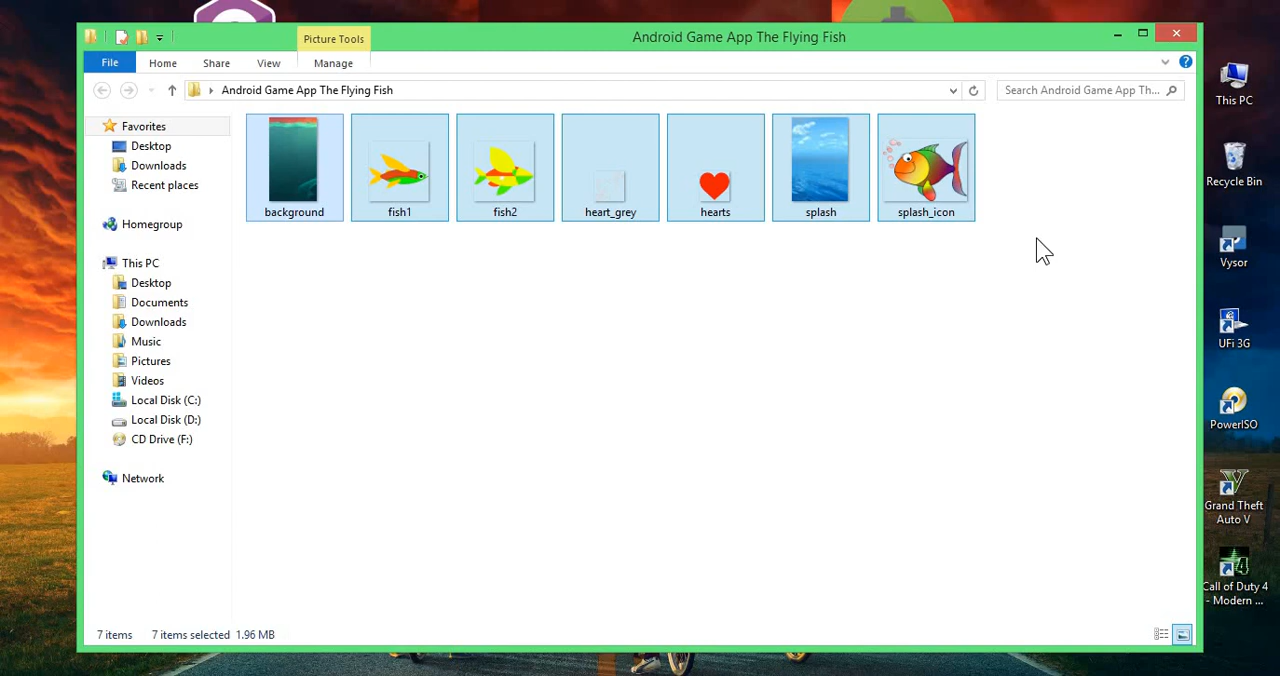 Picture Tools
Android Game App The Flying Fish
File
Home
Share
View
Manage
Android Game App The Flying Fish
Search Android Game App Th...
Favorites
Desktop
Downloads
Recent places
Homegroup
This PC
Desktop
Documents
Downloads
Music
Pictures
Videos
Local Disk (C:)
Local Disk (D:)
CD Drive (F:)
Network
background
fish1
fish2
heart_grey
hearts
splash
splash_icon
7 items
7 items selected 1.96 MB
This PC
Recycle Bin
Vysor
UFi 3G
PowerISO
Grand Theft
Auto V
Call of Duty 4
- Modern ...